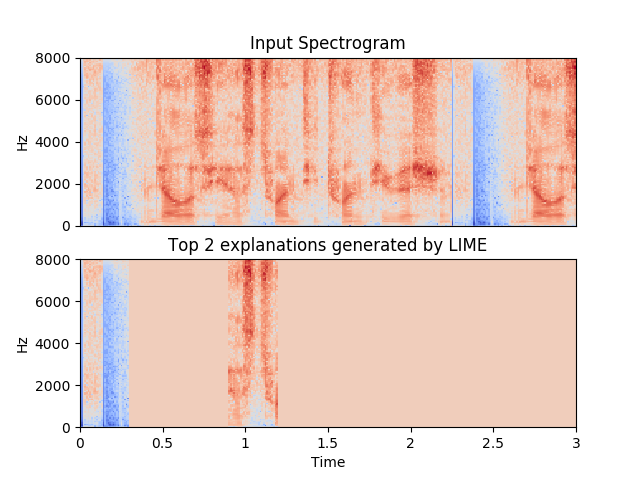 Input Spectrogram
8000
6000
4000
2000
0
Hz
Top 2 explanations generated by LIME
8000
6000
4000
2000
0
Hz
0 0.5 1 1.5 2 2.5 3
Time